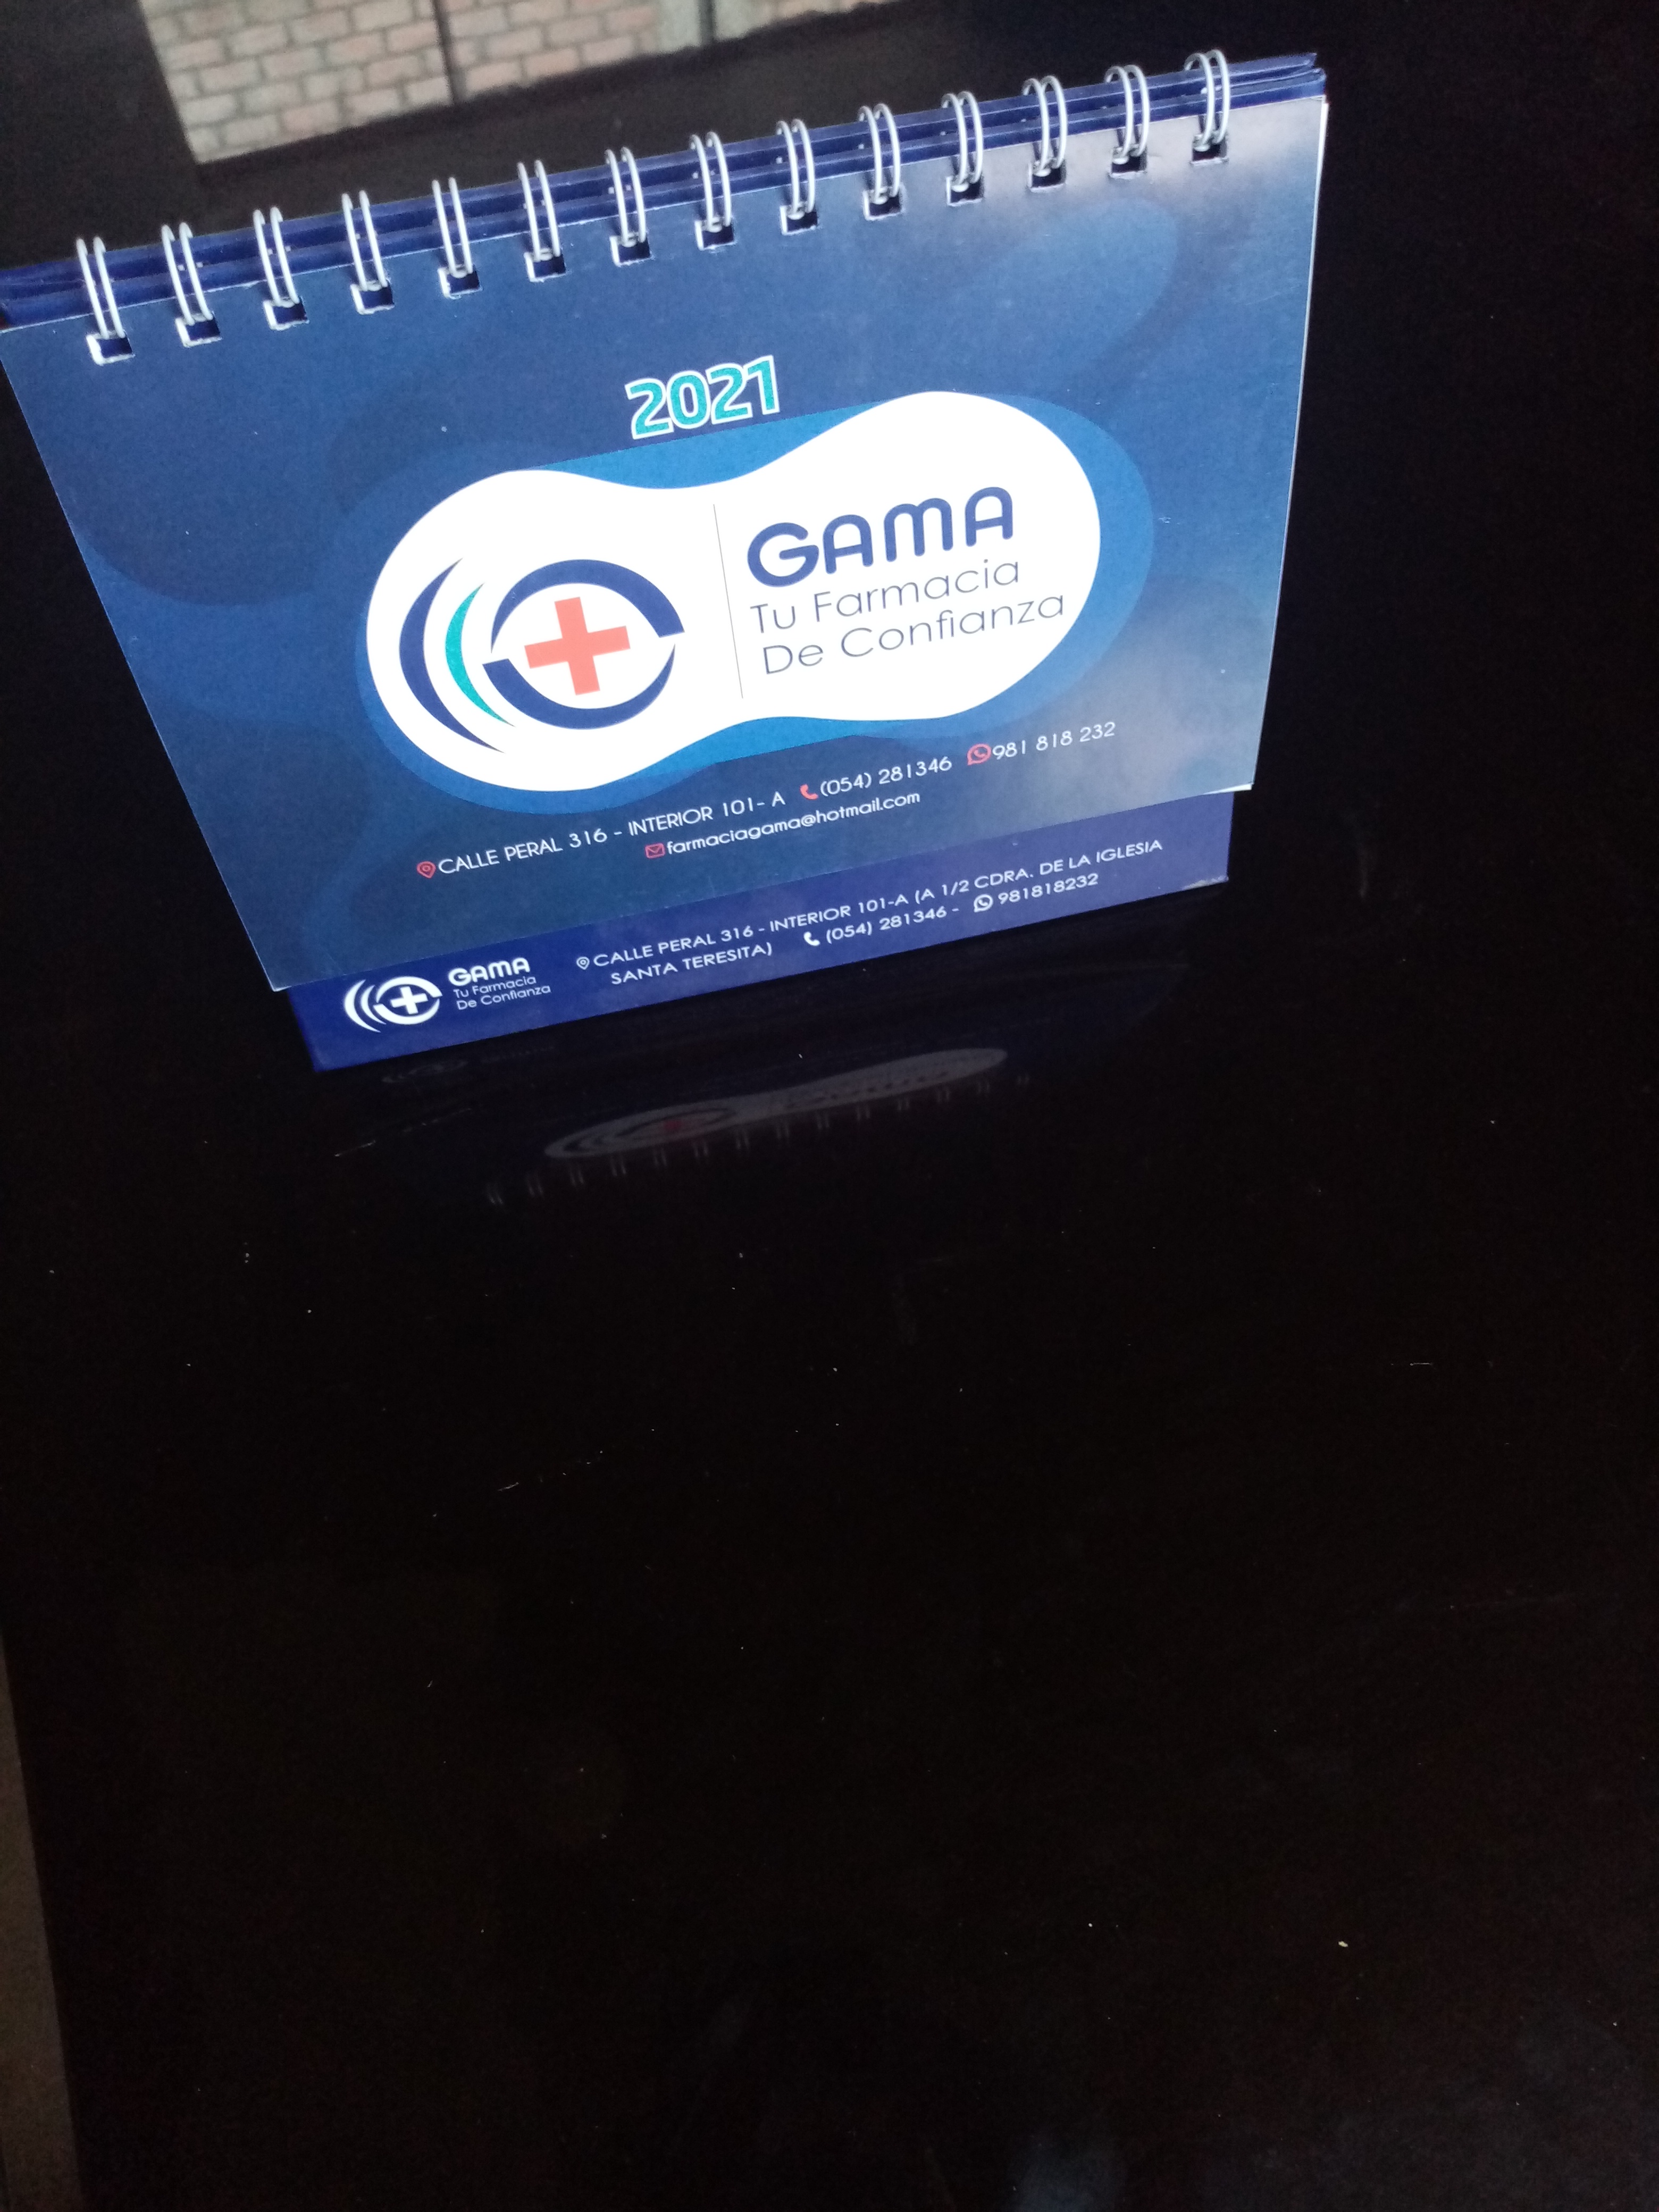 2021
GAMA
Tu Farmacia
De Confianza
CALLE PERAL 316 - INTERIOR 101- A (054) 281346 981 818 232
farmaciagama@hotmail.com
GAMA
Tu Farmacia
De Confianza
CALLE PERAL 316 - INTERIOR 101-A (A 1/2 CDRA. DE LA IGLESIA
SANTA TERESITA) (054) 281346 - 981818232